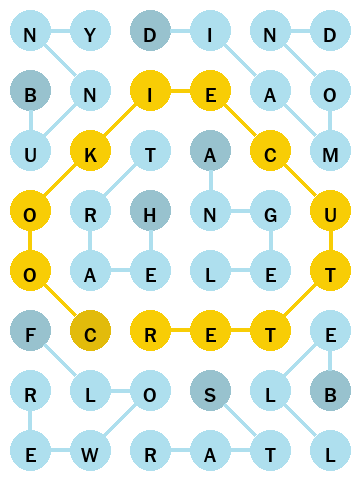 N Y D I N D
B N I E A O
U K T A C M
O R H N G U
O A E L E T
F C R E T E
R L O S L B
E W R A T L